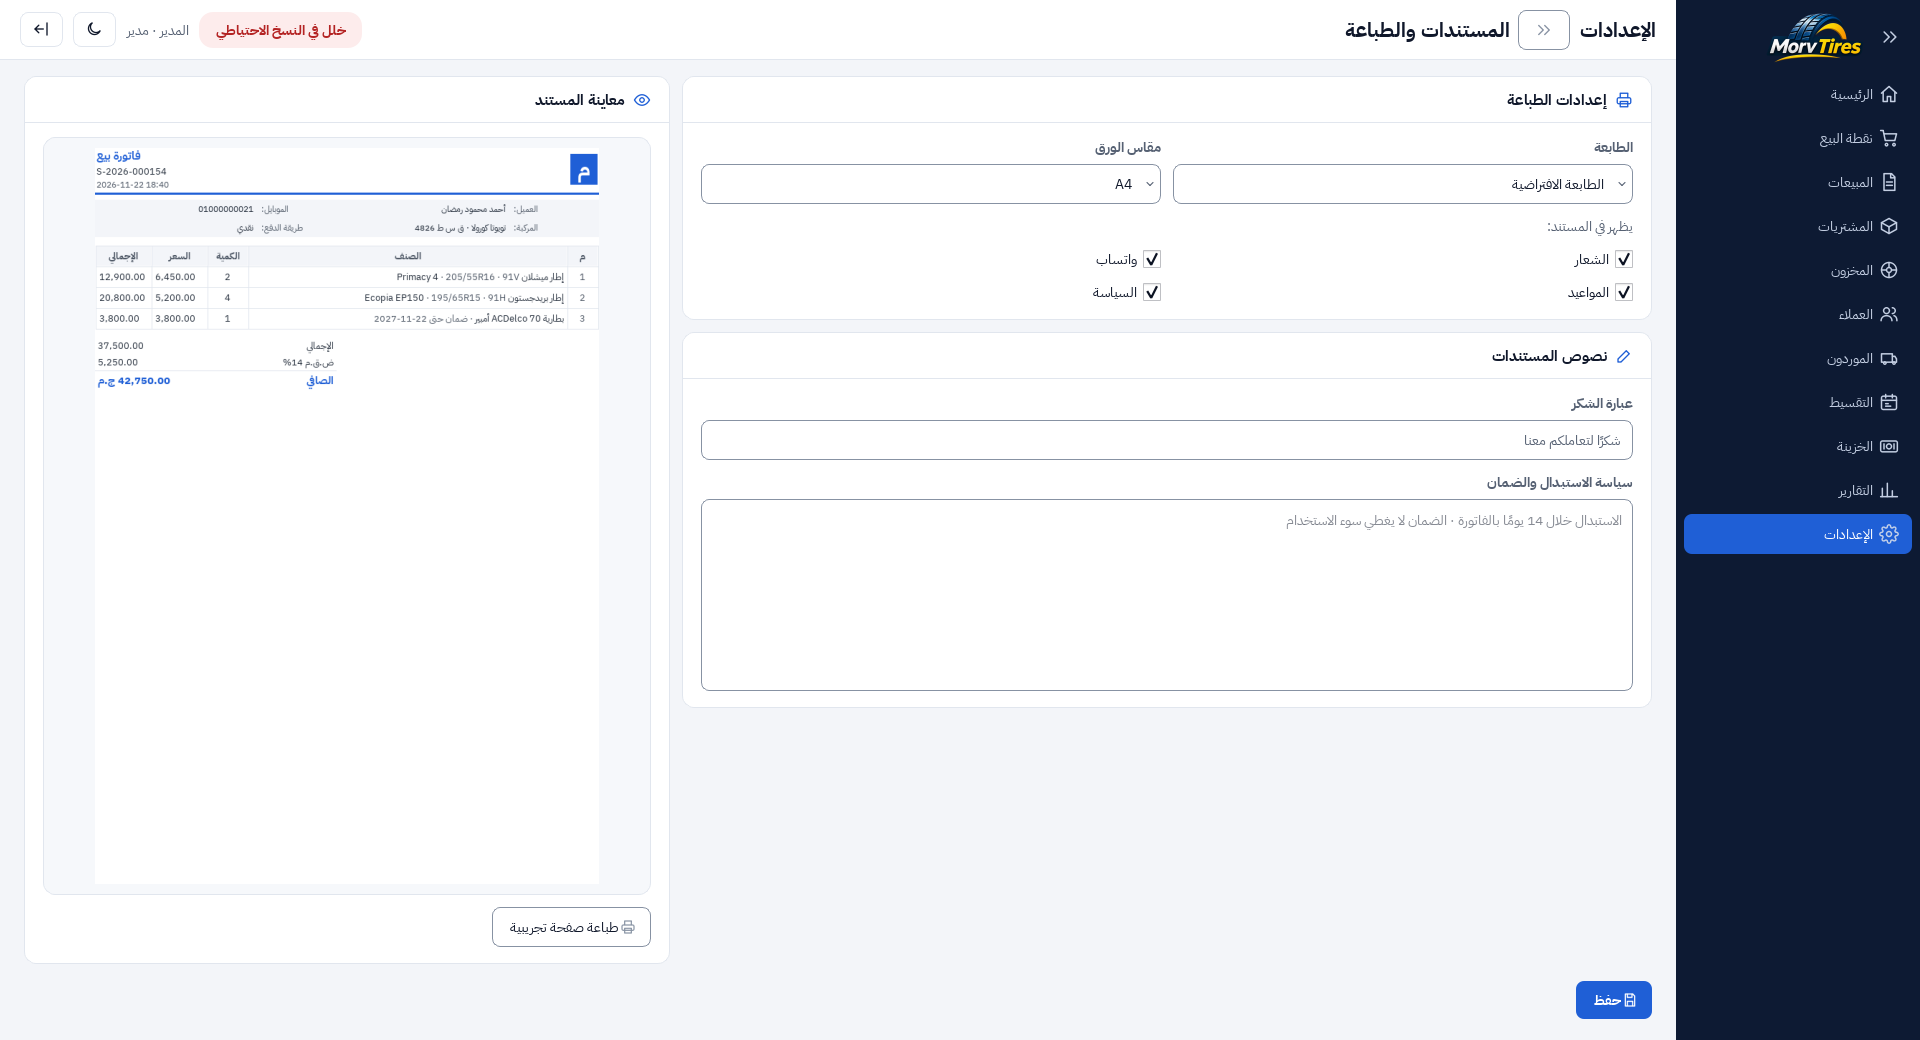 MorvTires
الرئيسية
نقطة البيع
المبيعات
المشتريات
المخزون
العملاء
الموردون
التقسيط
الخزينة
التقارير
الإعدادات
الإعدادات
المستندات والطباعة
خلل في النسخ الاحتياطي
المدير · مدير
إعدادات الطباعة
الطابعة
مقاس الورق
الطابعة الافتراضية
A4
يظهر في المستند:
الشعار
واتساب
المواعيد
السياسة
نصوص المستندات
عبارة الشكر
شكرًا لتعاملكم معنا
سياسة الاستبدال والضمان
الاستبدال خلال 14 يومًا بالفاتورة · الضمان لا يغطي سوء الاستخدام
حفظ
معاينة المستند
م
فاتورة بيع
S-2026-000154
2026-11-22 18:40
العميل: أحمد محمود رمضان الموبايل: 01000000021
المركبة: تويوتا كورولا · ق س ط 4826 طريقة الدفع: نقدي
م الصنف الكمية السعر الإجمالي
1 إطار ميشلان Primacy 4 · 205/55R16 · 91V 2 6,450.00 12,900.00
2 إطار بريدجستون Ecopia EP150 · 195/65R15 · 91H 4 5,200.00 20,800.00
3 بطارية ACDelco 70 أمبير · ضمان حتى 22-11-2027 1 3,800.00 3,800.00
الإجمالي 37,500.00
ض.ق.م 14% 5,250.00
الصافي 42,750.00 ج.م
طباعة صفحة تجريبية